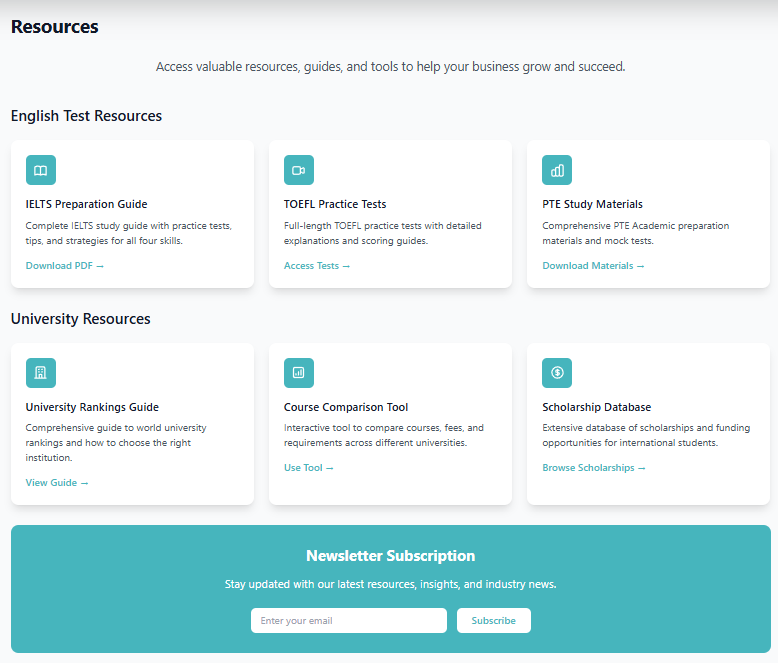 Resources
Access valuable resources, guides, and tools to help your business grow and succeed.
English Test Resources
IELTS Preparation Guide
Complete IELTS study guide with practice tests,
tips, and strategies for all four skills.
Download PDF →
TOEFL Practice Tests
Full-length TOEFL practice tests with detailed
explanations and scoring guides.
Access Tests →
PTE Study Materials
Comprehensive PTE Academic preparation
materials and mock tests.
Download Materials →
University Resources
University Rankings Guide
Comprehensive guide to world university
rankings and how to choose the right
institution.
View Guide →
Course Comparison Tool
Interactive tool to compare courses, fees, and
requirements across different universities.
Use Tool →
Scholarship Database
Extensive database of scholarships and funding
opportunities for international students.
Browse Scholarships →
Newsletter Subscription
Stay updated with our latest resources, insights, and industry news.
Enter your email
Subscribe